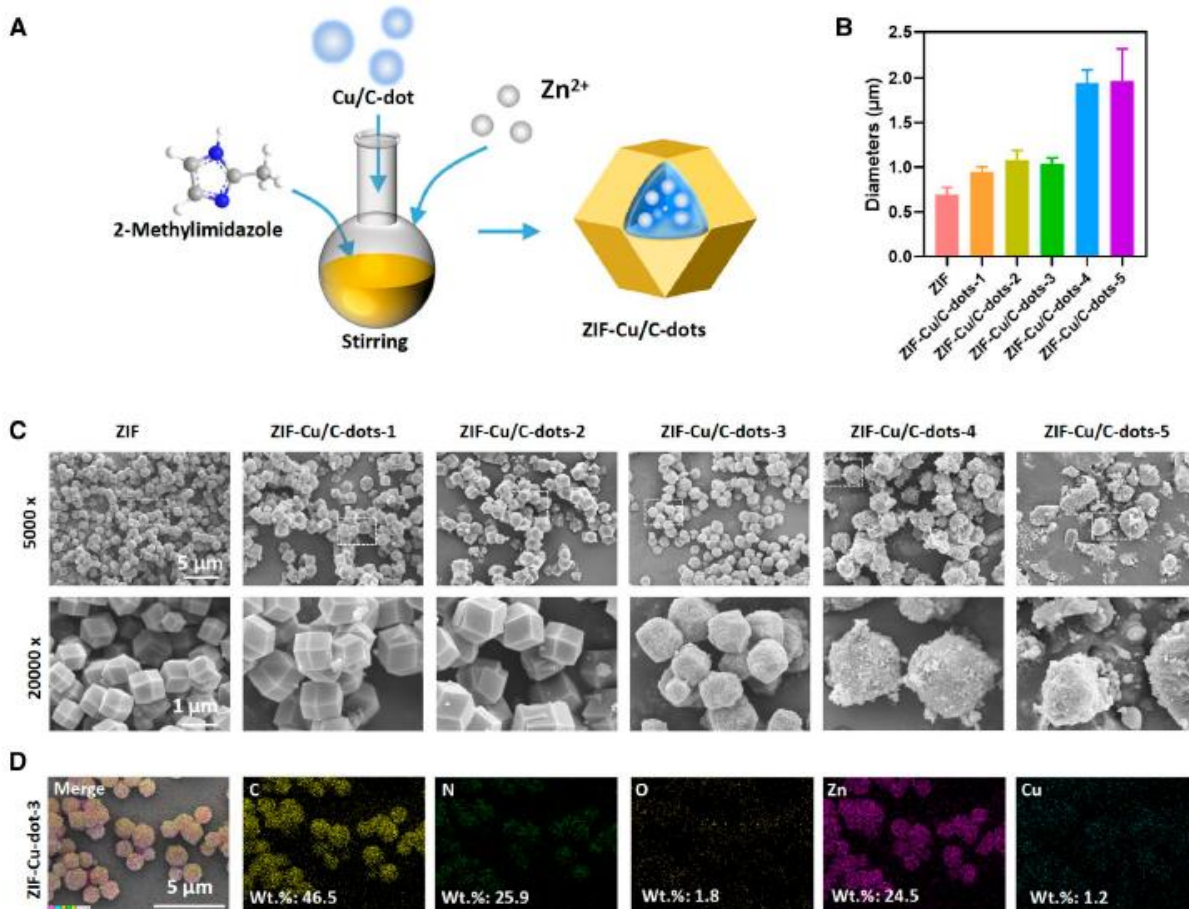 A
Cu/C-dot
Zn²⁺
2-Methylimidazole
Stirring
ZIF-Cu/C-dots
B
Diameters (μm)
2.5
2.0
1.5
1.0
0.5
0.0
ZIF
ZIF-Cu/C-dots-1
ZIF-Cu/C-dots-2
ZIF-Cu/C-dots-3
ZIF-Cu/C-dots-4
ZIF-Cu/C-dots-5
C
ZIF ZIF-Cu/C-dots-1 ZIF-Cu/C-dots-2 ZIF-Cu/C-dots-3 ZIF-Cu/C-dots-4 ZIF-Cu/C-dots-5
5000 x
5 μm
20000 x
1 μm
D
ZIF-Cu-dot-3
Merge C N O Zn Cu
5 μm Wt.%: 46.5 Wt.%: 25.9 Wt.%: 1.8 Wt.%: 24.5 Wt.%: 1.2